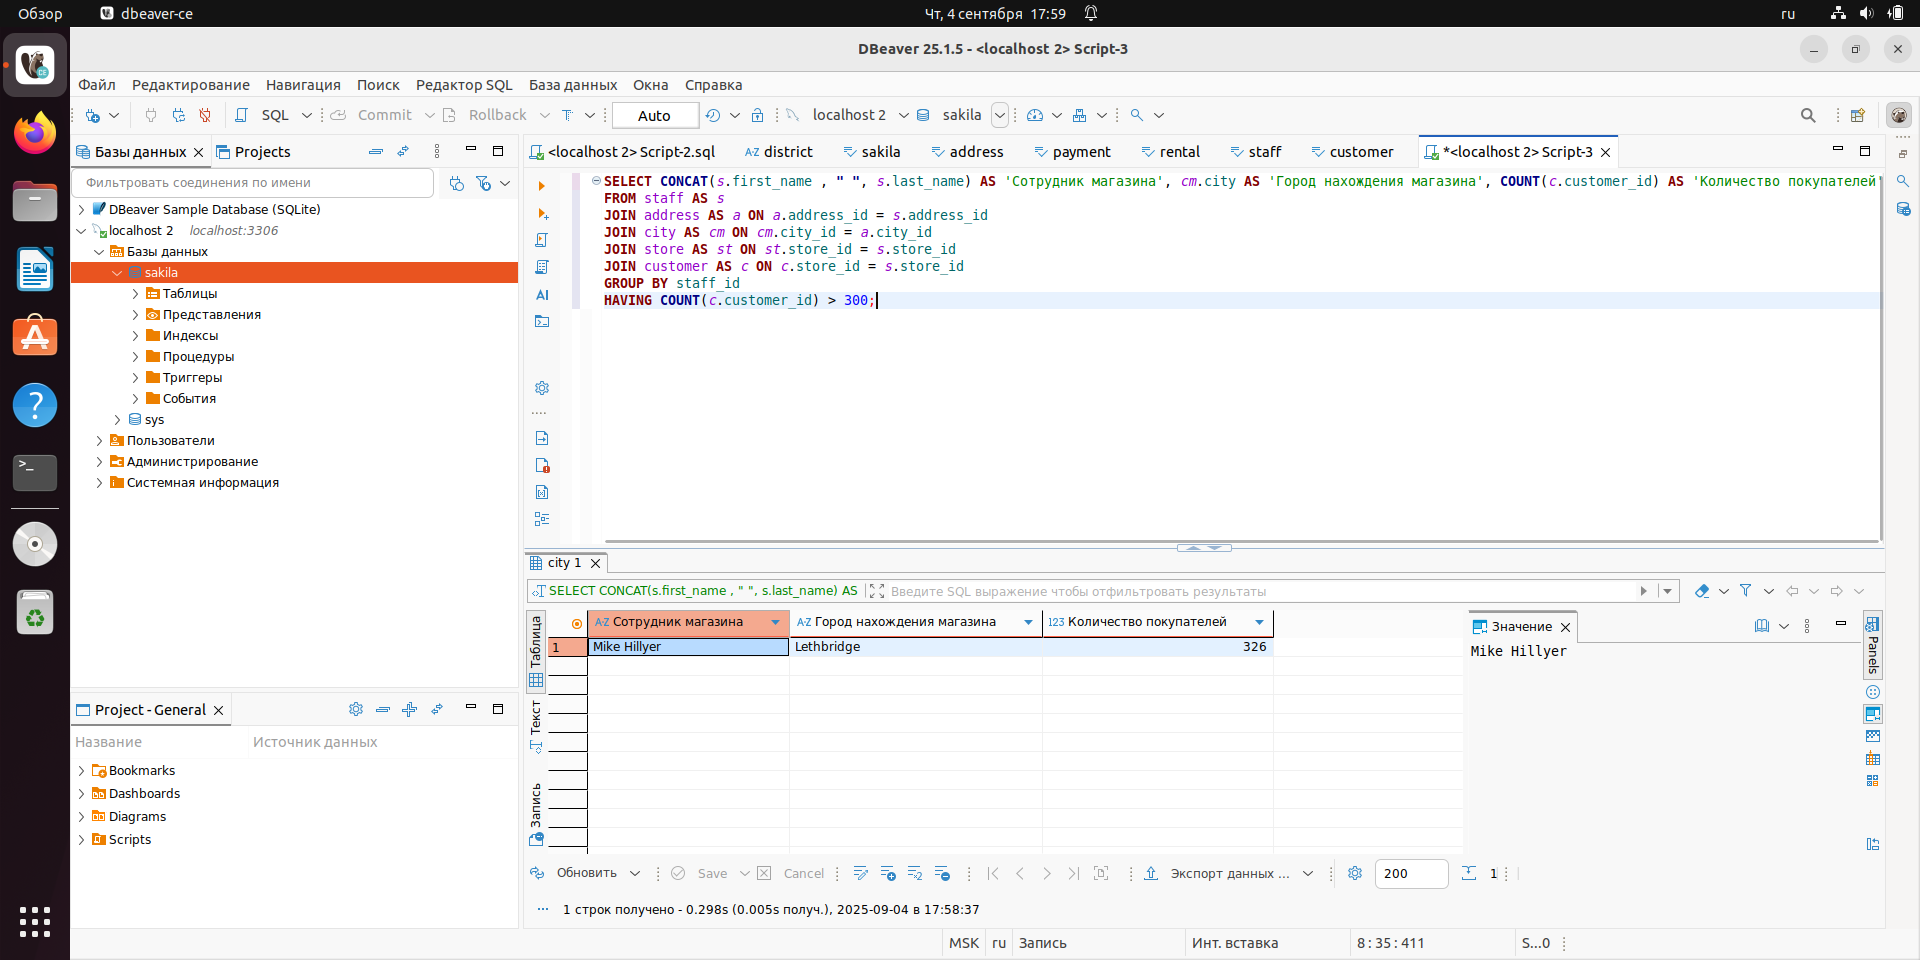 Обзор
dbeaver-ce
Чт, 4 сентября 17:59
ru
DBeaver 25.1.5 - <localhost 2> Script-3
Файл Редактирование Навигация Поиск Редактор SQL База данных Окна Справка
SQL Commit Rollback Auto localhost 2 sakila
Базы данных Projects
<localhost 2> Script-2.sql district sakila address payment rental staff customer *<localhost 2> Script-3
Фильтровать соединения по имени
DBeaver Sample Database (SQLite)
localhost 2 localhost:3306
Базы данных
sakila
Таблицы
Представления
Индексы
Процедуры
Триггеры
События
sys
Пользователи
Администрирование
Системная информация
SELECT CONCAT(s.first_name , " ", s.last_name) AS 'Сотрудник магазина', cm.city AS 'Город нахождения магазина', COUNT(c.customer_id) AS 'Количество покупателей'
FROM staff AS s
JOIN address AS a ON a.address_id = s.address_id
JOIN city AS cm ON cm.city_id = a.city_id
JOIN store AS st ON st.store_id = s.store_id
JOIN customer AS c ON c.store_id = s.store_id
GROUP BY staff_id
HAVING COUNT(c.customer_id) > 300;
Project - General
Название Источник данных
Bookmarks
Dashboards
Diagrams
Scripts
city 1
SELECT CONCAT(s.first_name , " ", s.last_name) AS
Введите SQL выражение чтобы отфильтровать результаты
Таблица
Текст
Запись
A-Z Сотрудник магазина A-Z Город нахождения магазина 123 Количество покупателей
1 Mike Hillyer Lethbridge 326
Значение
Mike Hillyer
Panels
Обновить Save Cancel Экспорт данных ... 200 1
1 строк получено - 0.298s (0.005s получ.), 2025-09-04 в 17:58:37
MSK ru Запись Инт. вставка 8 : 35 : 411 S...0